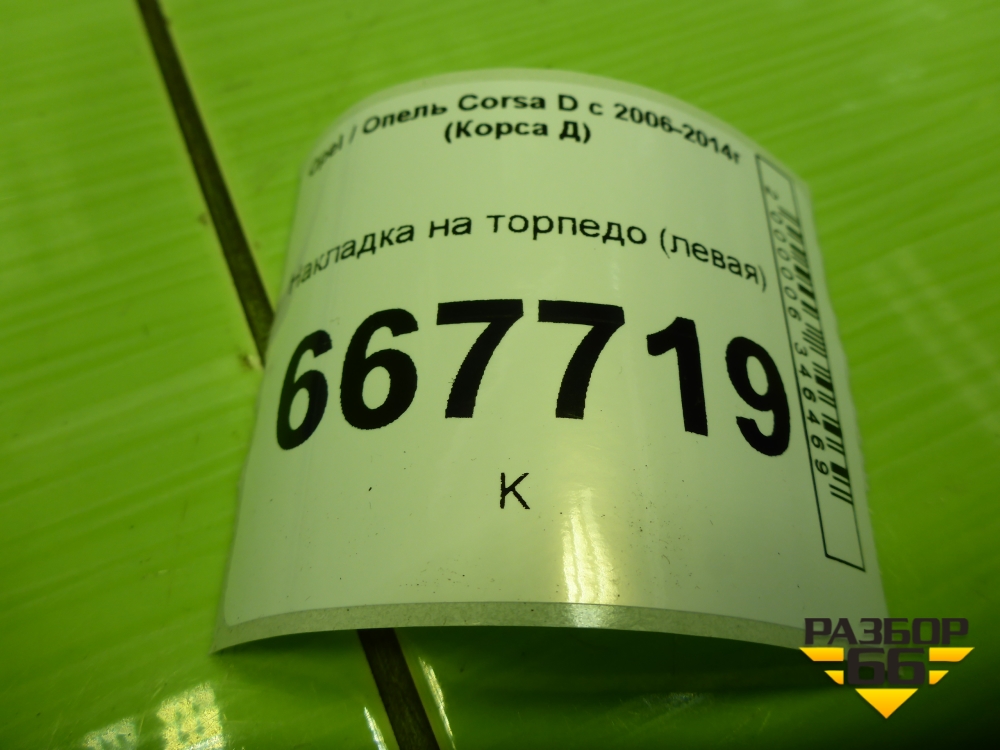 Opel / Опель Corsa D с 2006-2014г
(Корса Д)
Накладка на торпедо (левая)
667719
К
2000006346469
РАЗБОР
66